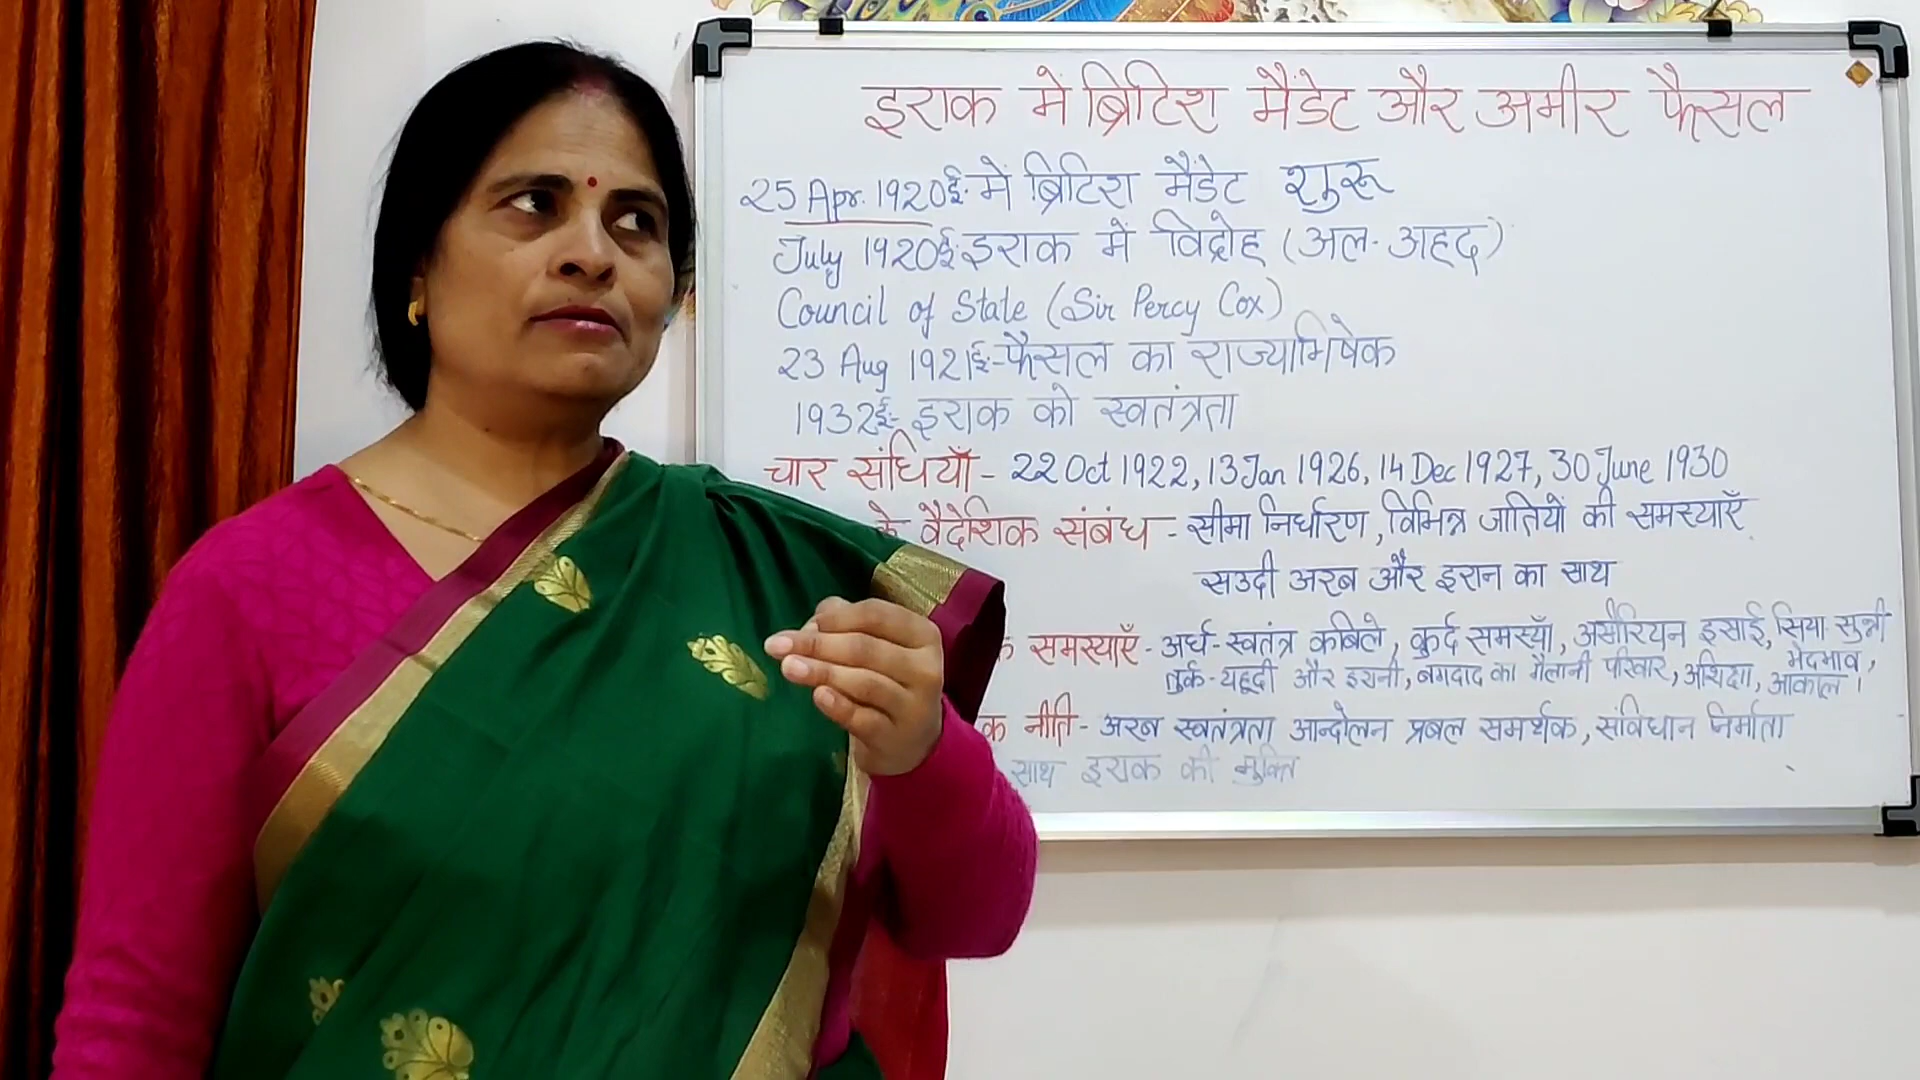 इराक में ब्रिटिश मैंडेट और अमीर फैसल
25 Apr. 1920ई. में ब्रिटिश मैंडेट शुरू
July 1920ई. इराक में विद्रोह (अल-अहद)
Council of State (Sir Percy Cox)
23 Aug 1921ई.-फैसल का राज्याभिषेक
1932ई.- इराक को स्वतंत्रता
चार संधियाँ - 22 Oct 1922, 13 Jan 1926, 14 Dec 1927, 30 June 1930
के वैदेशिक संबंध - सीमा निर्धारण, विभिन्न जातियों की समस्याएँ
सउदी अरब और इरान का साथ
क समस्याएँ - अर्ध-स्वतंत्र कबिले, कुर्द समस्याँ, असीरियन इसाई, सिया-सुन्नी भेदभाव,
तुर्क-यहूदी और इरानी, बगदाद का गैलानी परिवार, अशिक्षा, आकाल।
क नीति - अरब स्वतंत्रता आन्दोलन प्रबल समर्थक, संविधान निर्माता
साथ इराक की मुक्ति